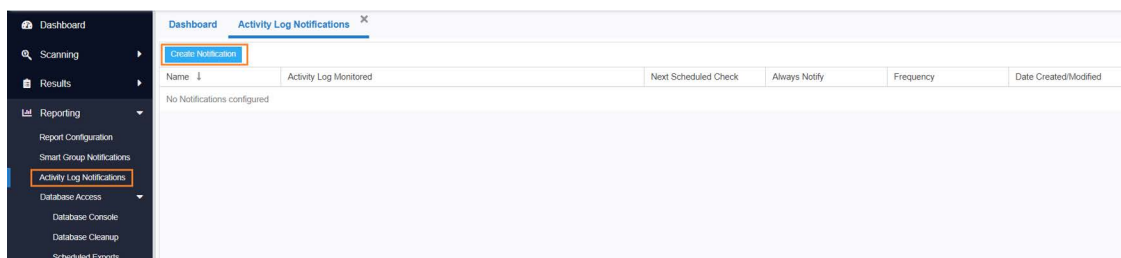 Dashboard
Dashboard
Activity Log Notifications
Scanning
Create Notification
Results
Name
Activity Log Monitored
Next Scheduled Check
Always Notify
Frequency
Date Created/Modified
No Notifications configured
Reporting
Report Configuration
Smart Group Notifications
Activity Log Notifications
Database Access
Database Console
Database Cleanup
Scheduled Exports